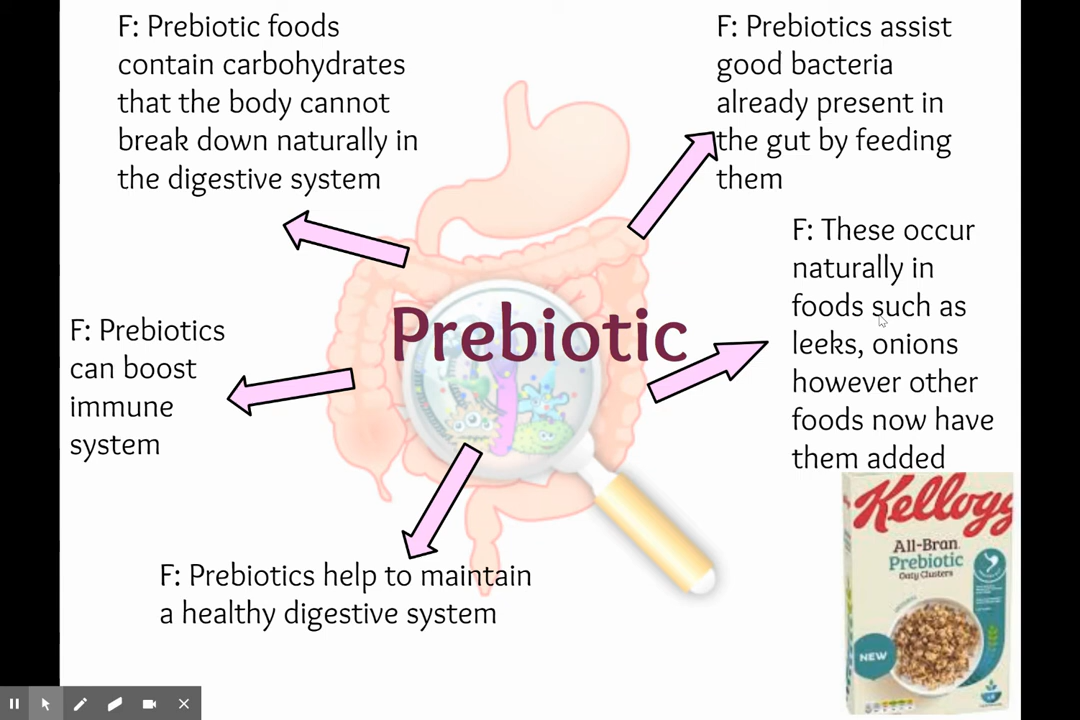 F: Prebiotic foods
contain carbohydrates
that the body cannot
break down naturally in
the digestive system
F: Prebiotics assist
good bacteria
already present in
the gut by feeding
them
F: These occur
naturally in
foods such as
leeks, onions
however other
foods now have
them added
Prebiotic
F: Prebiotics
can boost
immune
system
F: Prebiotics help to maintain
a healthy digestive system
Kellogg
All-Bran
Prebiotic
Oaty Clusters
NEW